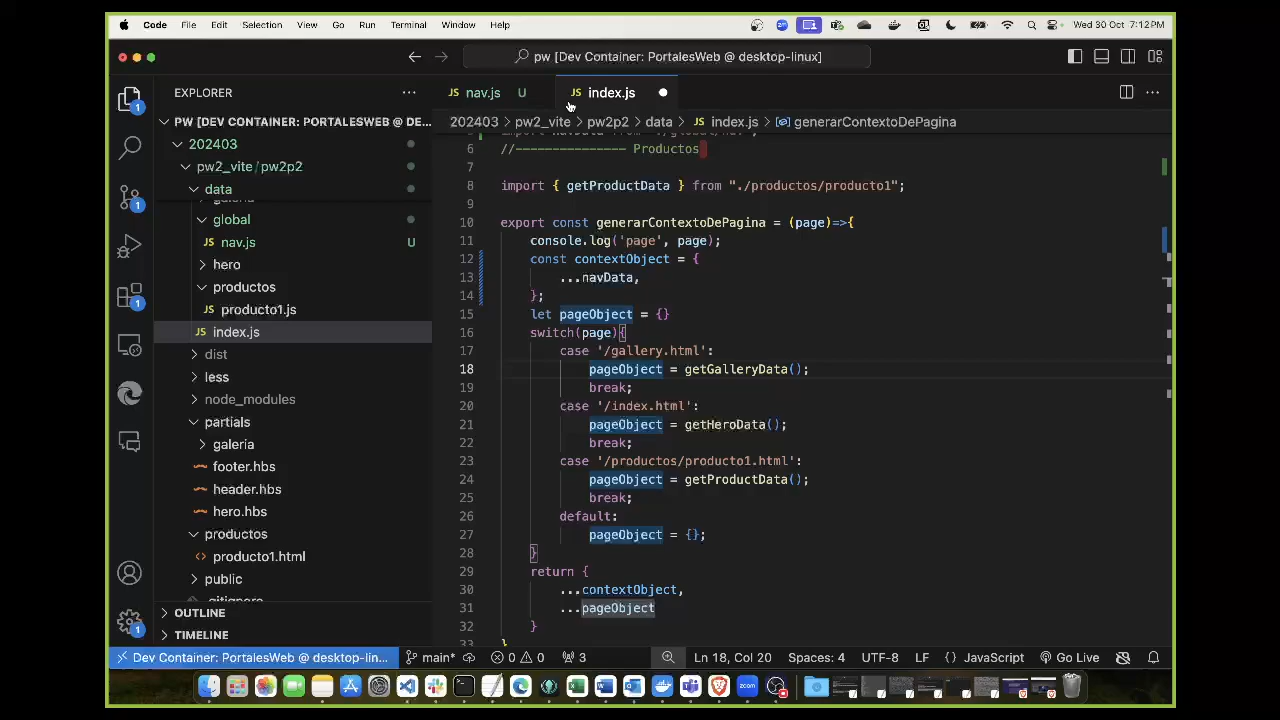 Code File Edit Selection View Go Run Terminal Window Help Wed 30 Oct 7:12 PM
pw [Dev Container: PortalesWeb @ desktop-linux]
EXPLORER
nav.js U
index.js
PW [DEV CONTAINER: PORTALESWEB @ DE...
202403 > pw2_vite > pw2p2 > data > JS index.js > generarContextoDePagina
202403
pw2_vite / pw2p2
data
global
JS nav.js U
hero
productos
JS producto1.js
JS index.js
dist
less
node_modules
partials
galeria
footer.hbs
header.hbs
hero.hbs
productos
<> producto1.html
public
.gitignore
OUTLINE
TIMELINE
6 //--------------- Productos
7
8 import { getProductData } from "./productos/producto1";
9
10 export const generarContextoDePagina = (page)=>{
11 console.log('page', page);
12 const contextObject = {
13 ...navData,
14 };
15 let pageObject = {}
16 switch(page){
17 case '/gallery.html':
18 pageObject = getGalleryData();
19 break;
20 case '/index.html':
21 pageObject = getHeroData();
22 break;
23 case '/productos/producto1.html':
24 pageObject = getProductData();
25 break;
26 default:
27 pageObject = {};
28 }
29 return {
30 ...contextObject,
31 ...pageObject
32 }
33 }
Dev Container: PortalesWeb @ desktop-lin... main* 0 0 3 Ln 18, Col 20 Spaces: 4 UTF-8 LF {} JavaScript Go Live